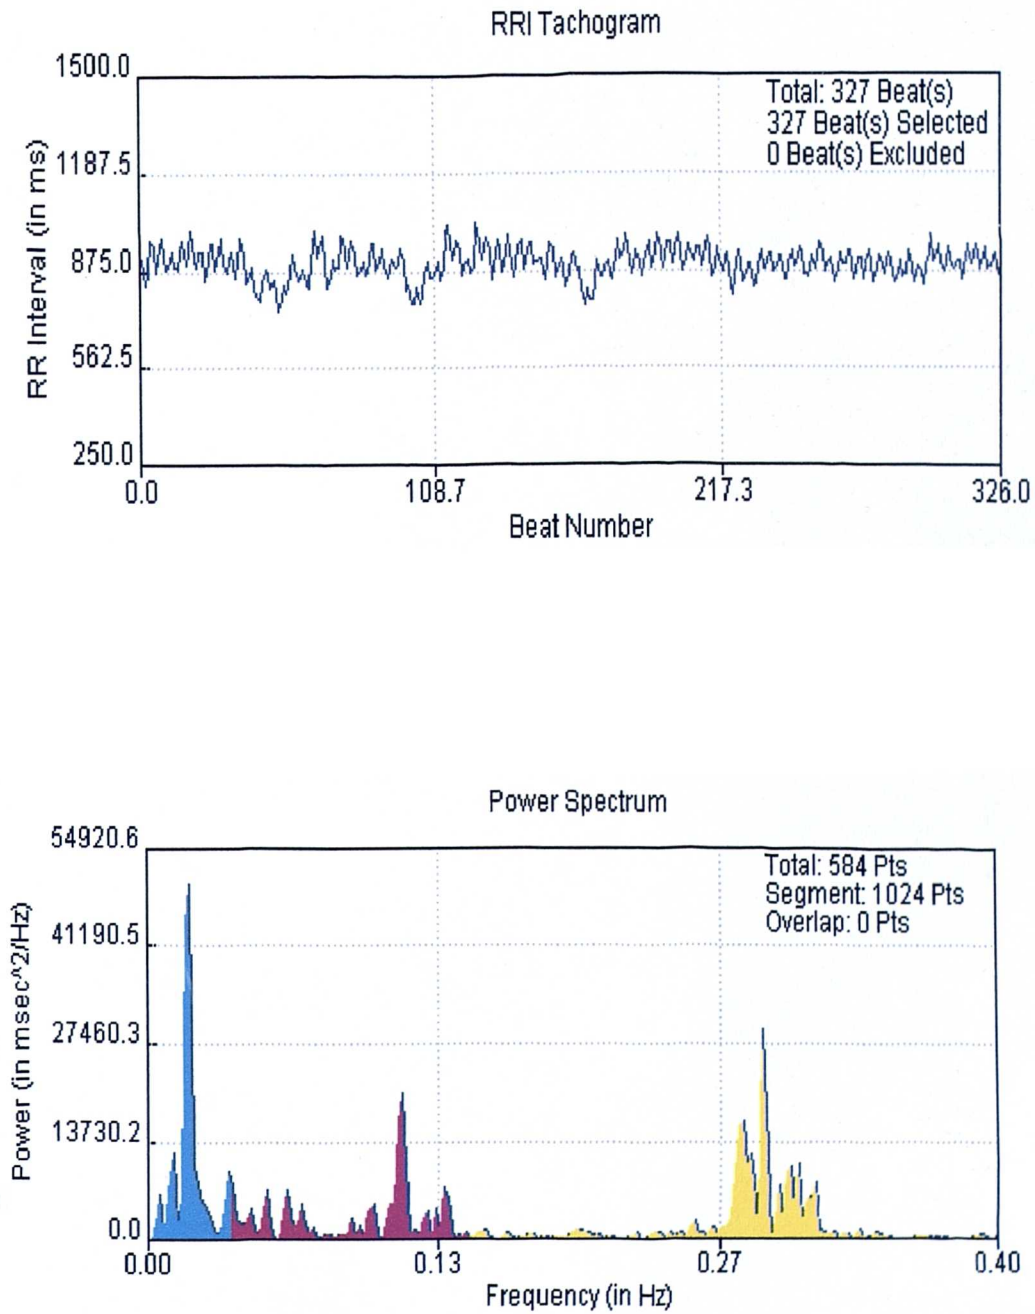 RRI Tachogram
1500.0
1187.5
875.0
562.5
250.0
RR Interval (in ms)
Total: 327 Beat(s)
327 Beat(s) Selected
0 Beat(s) Excluded
0.0 108.7 217.3 326.0
Beat Number
Power Spectrum
54920.6
41190.5
27460.3
13730.2
0.0
Power (in msec^2/Hz)
Total: 584 Pts
Segment: 1024 Pts
Overlap: 0 Pts
0.00 0.13 0.27 0.40
Frequency (in Hz)